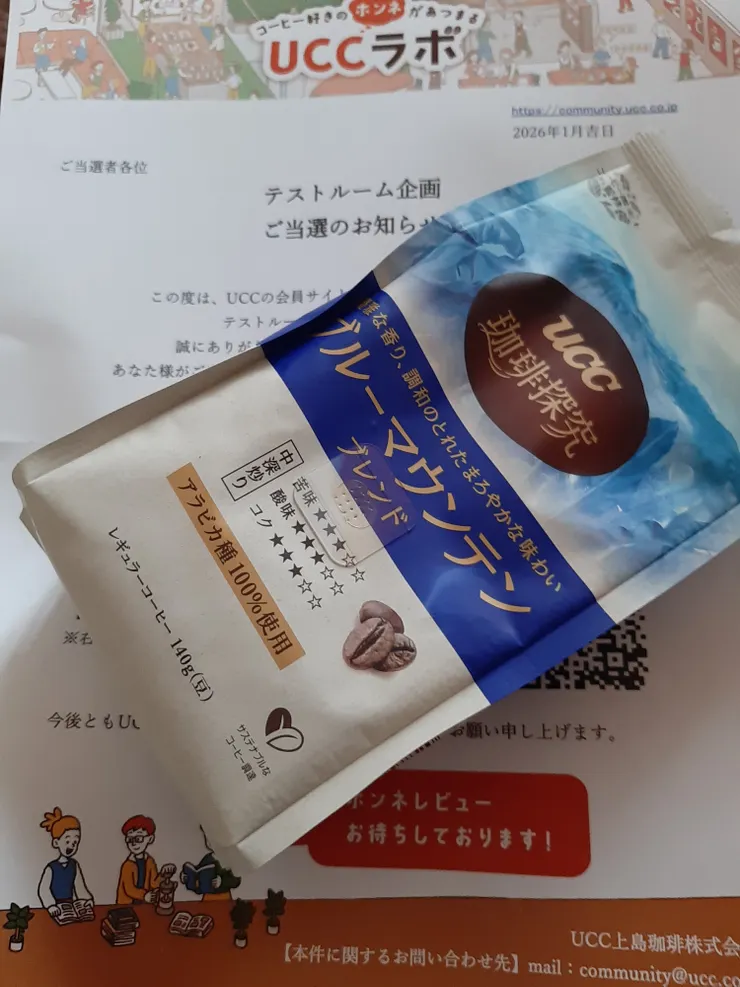 コーヒー好きのホンネがあつまる
UCCラボ
https://community.ucc.co.jp
2026年1月吉日
ご当選者各位
テストルーム企画
ご当選のお知らせ
この度は、UCCの会員サイト
テストルー
誠にありが
あなた様が
ucc
珈琲探究
な香り、調和のとれたまろやかな味わい
ブルーマウンテン
ブレンド
中深炒り
苦味★★★☆☆
酸味★★★☆☆
コク★★★☆☆
アラビカ種100%使用
レギュラーコーヒー 140g(豆)
サステナブルな
コーヒー調達
今後ともU
お願い申し上げます。
ホンネレビュー
お待ちしております!
UCC上島珈琲株式会
【本件に関するお問い合わせ先】mail:community@ucc.co